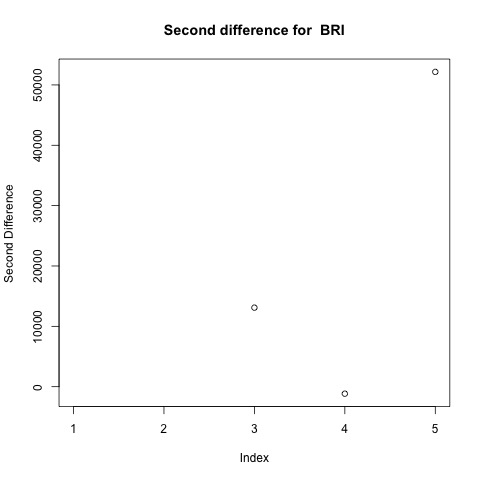 Second difference for  BRI
Second Difference
50000
40000
30000
20000
10000
0
1 2 3 4 5
Index